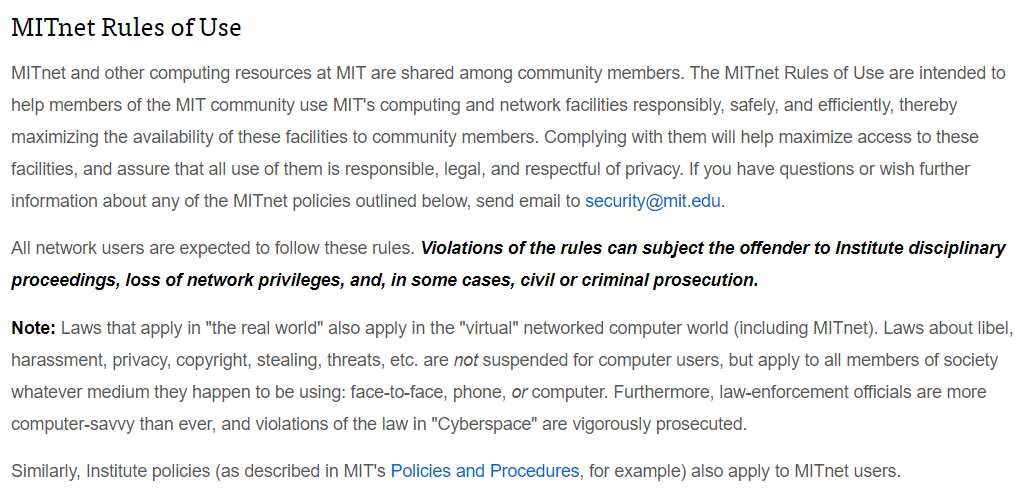 MITnet Rules of Use
MITnet and other computing resources at MIT are shared among community members. The MITnet Rules of Use are intended to
help members of the MIT community use MIT's computing and network facilities responsibly, safely, and efficiently, thereby
maximizing the availability of these facilities to community members. Complying with them will help maximize access to these
facilities, and assure that all use of them is responsible, legal, and respectful of privacy. If you have questions or wish further
information about any of the MITnet policies outlined below, send email to security@mit.edu.
All network users are expected to follow these rules. Violations of the rules can subject the offender to Institute disciplinary
proceedings, loss of network privileges, and, in some cases, civil or criminal prosecution.
Note: Laws that apply in "the real world" also apply in the "virtual" networked computer world (including MITnet). Laws about libel,
harassment, privacy, copyright, stealing, threats, etc. are not suspended for computer users, but apply to all members of society
whatever medium they happen to be using: face-to-face, phone, or computer. Furthermore, law-enforcement officials are more
computer-savvy than ever, and violations of the law in "Cyberspace" are vigorously prosecuted.
Similarly, Institute policies (as described in MIT's Policies and Procedures, for example) also apply to MITnet users.